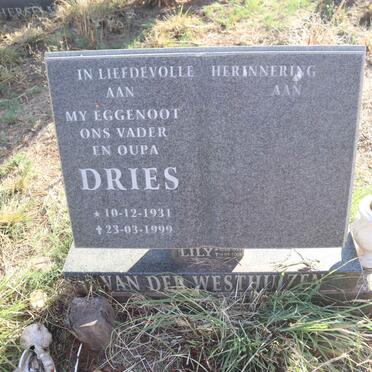 IN LIEFDEVOLLE HERINNERING
AAN AAN
MY EGGENOOT
ONS VADER
EN OUPA
DRIES
* 10-12-1931
✝ 23-03-1999
LILY
VAN DER WESTHUIZE